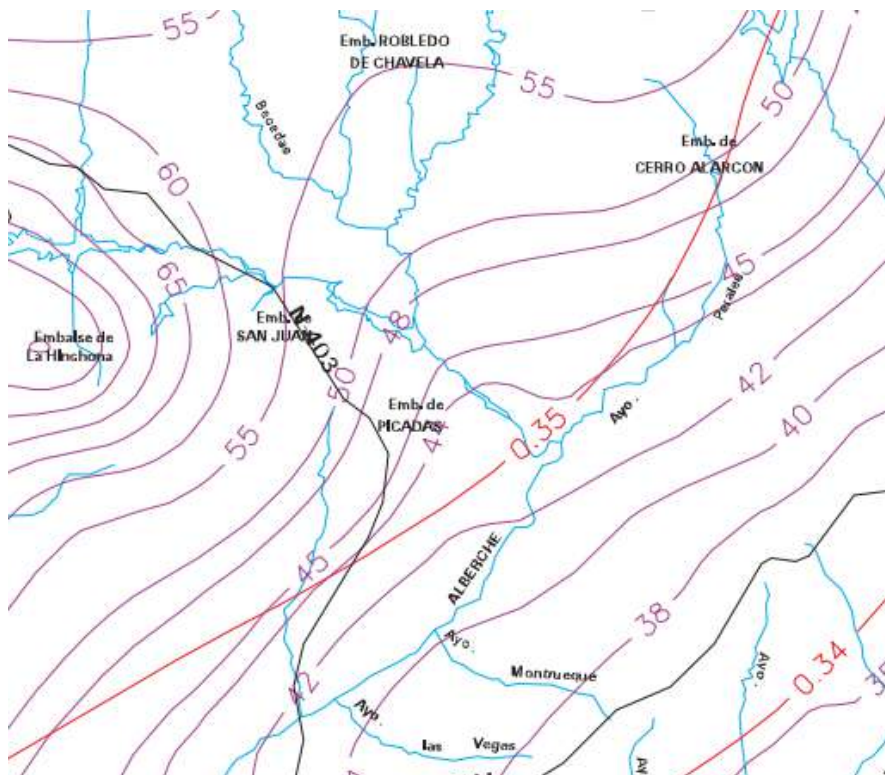 55
Emb. ROBLEDO
DE CHAVELA
55
50
Becedas
Emb. de
CERRO ALARCON
60
65
45
Perales
Emb. de
SAN JUAN
N-403
48
Embalse de
La Hinchona
50
42
Emb. de
PICADAS
Ayo.
40
55
0.35
45
ALBERCHE
38
Ayo.
Montrueque
Ayo.
0.34
42
35
Ayo.
las Vegas
Ay